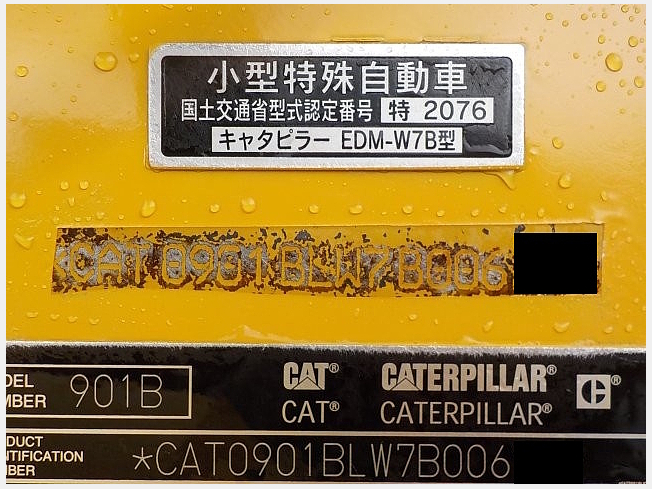 小型特殊自動車
国土交通省型式認定番号 特 2076
キャタピラー EDM-W7B型
CAT0901BLW7B006
DEL 901B
MBER
CAT® CATERPILLAR® C®
CAT® CATERPILLAR®
DUCT
NTIFICATION
BER
*CAT0901BLW7B006